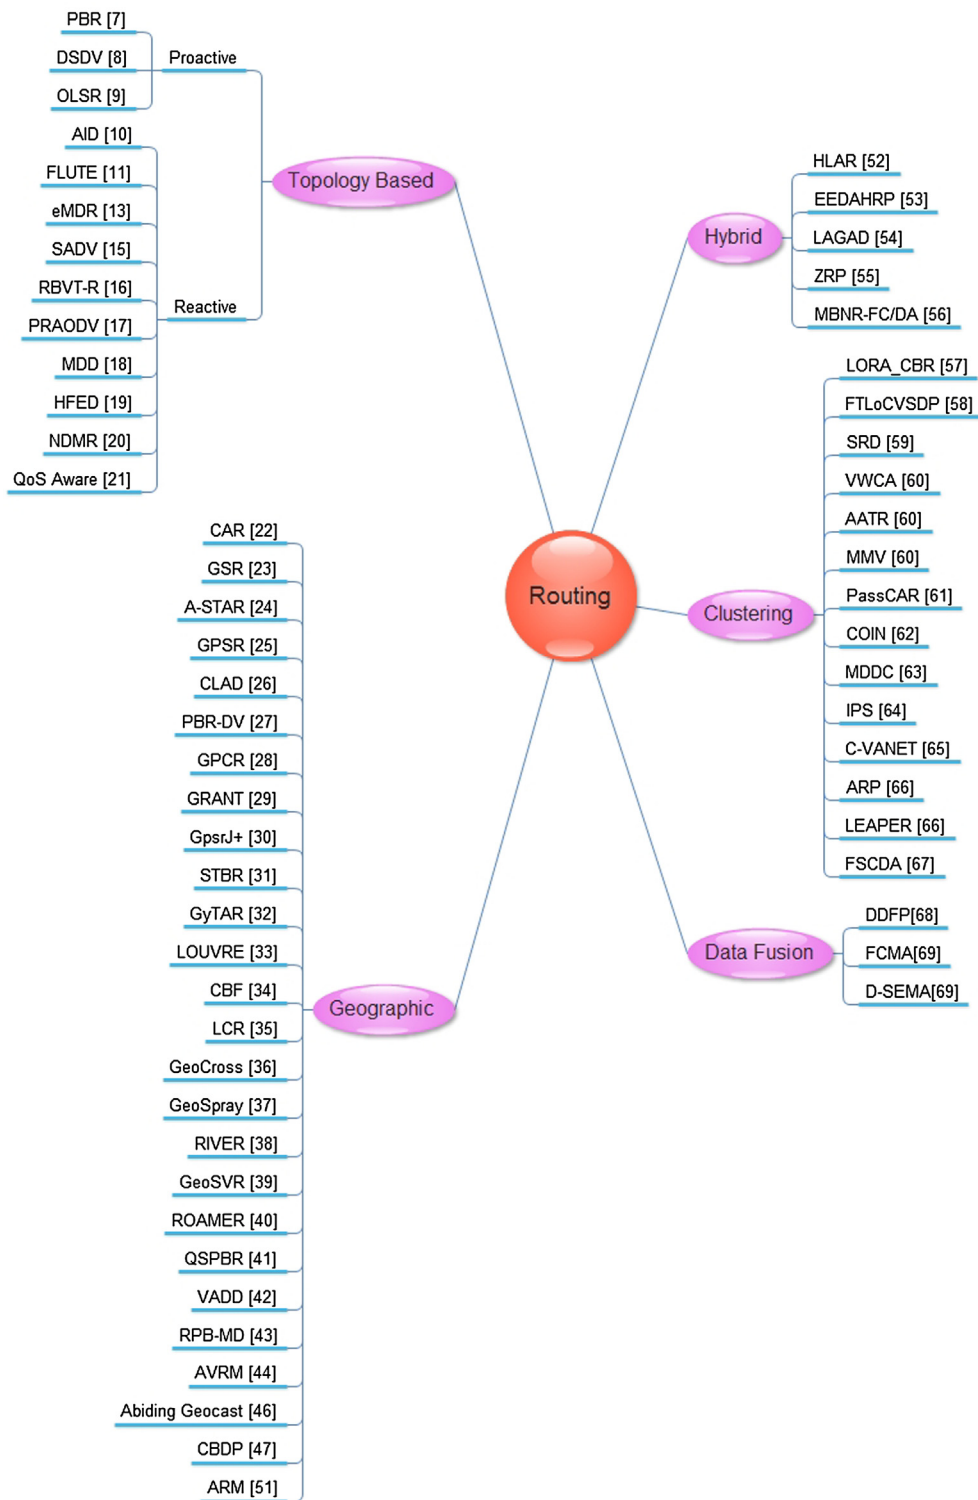 PBR [7]
DSDV [8]
OLSR [9]
Proactive
AID [10]
FLUTE [11]
eMDR [13]
SADV [15]
RBVT-R [16]
PRAODV [17]
MDD [18]
HFED [19]
NDMR [20]
QoS Aware [21]
Reactive
Topology Based
CAR [22]
GSR [23]
A-STAR [24]
GPSR [25]
CLAD [26]
PBR-DV [27]
GPCR [28]
GRANT [29]
GpsrJ+ [30]
STBR [31]
GyTAR [32]
LOUVRE [33]
CBF [34]
LCR [35]
GeoCross [36]
GeoSpray [37]
RIVER [38]
GeoSVR [39]
ROAMER [40]
QSPBR [41]
VADD [42]
RPB-MD [43]
AVRM [44]
Abiding Geocast [46]
CBDP [47]
ARM [51]
Geographic
Routing
Hybrid
HLAR [52]
EEDAHRP [53]
LAGAD [54]
ZRP [55]
MBNR-FC/DA [56]
Clustering
LORA_CBR [57]
FTLoCVSDP [58]
SRD [59]
VWCA [60]
AATR [60]
MMV [60]
PassCAR [61]
COIN [62]
MDDC [63]
IPS [64]
C-VANET [65]
ARP [66]
LEAPER [66]
FSCDA [67]
Data Fusion
DDFP[68]
FCMA[69]
D-SEMA[69]